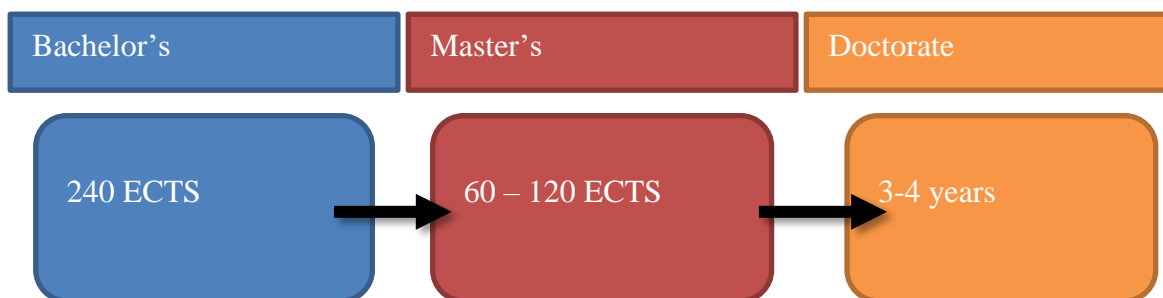 Bachelor’s
Master’s
Doctorate
240 ECTS
60 – 120 ECTS
3-4 years